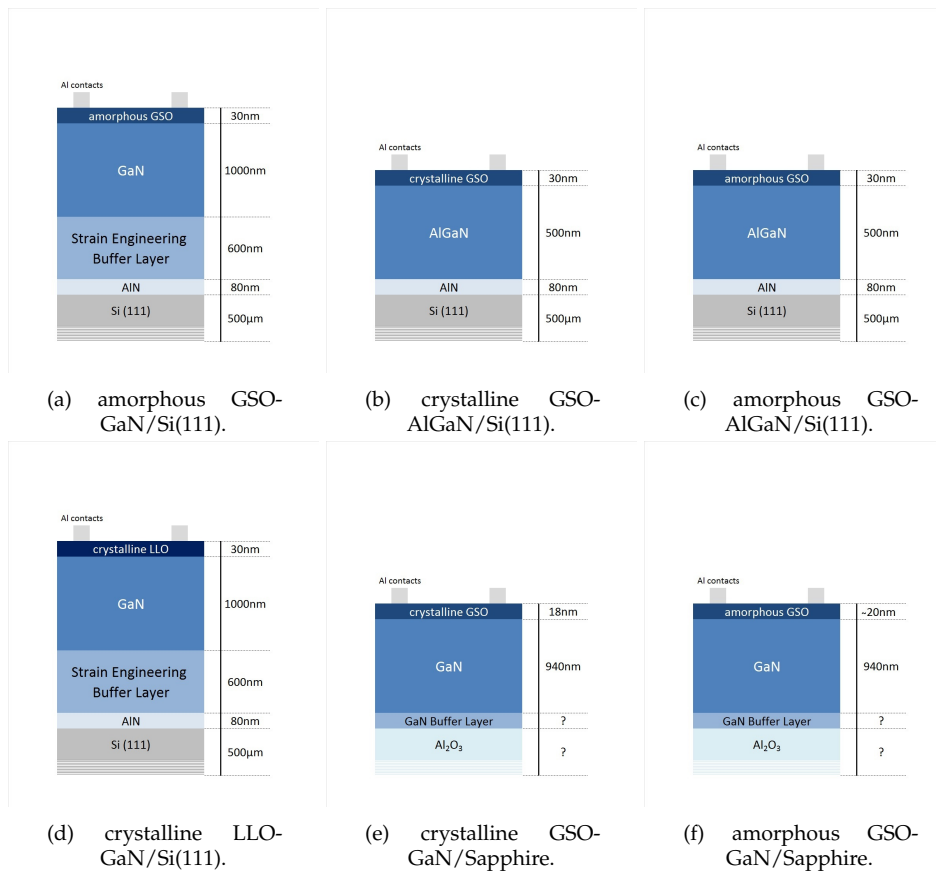 Al contacts
amorphous GSO
30nm
GaN
1000nm
Strain Engineering
Buffer Layer
600nm
AlN
80nm
Si (111)
500µm
(a) amorphous GSO-
GaN/Si(111).
Al contacts
crystalline GSO
30nm
AlGaN
500nm
AlN
80nm
Si (111)
500µm
(b) crystalline GSO-
AlGaN/Si(111).
Al contacts
amorphous GSO
30nm
AlGaN
500nm
AlN
80nm
Si (111)
500µm
(c) amorphous GSO-
AlGaN/Si(111).
Al contacts
crystalline LLO
30nm
GaN
1000nm
Strain Engineering
Buffer Layer
600nm
AlN
80nm
Si (111)
500µm
(d) crystalline LLO-
GaN/Si(111).
Al contacts
crystalline GSO
18nm
GaN
940nm
GaN Buffer Layer
?
Al₂O₃
?
(e) crystalline GSO-
GaN/Sapphire.
Al contacts
amorphous GSO
~20nm
GaN
940nm
GaN Buffer Layer
?
Al₂O₃
?
(f) amorphous GSO-
GaN/Sapphire.